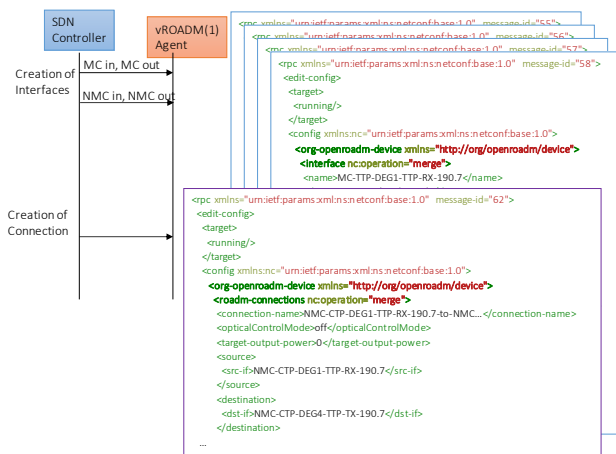 SDN
Controller
vROADM(1)
Agent
Creation of
Interfaces
MC in, MC out
NMC in, NMC out
Creation of
Connection
<rpc xmlns="urn:ietf:params:xml:ns:netconf:base:1.0" message-id="55">
<rpc xmlns="urn:ietf:params:xml:ns:netconf:base:1.0" message-id="56">
<rpc xmlns="urn:ietf:params:xml:ns:netconf:base:1.0" message-id="57">
<rpc xmlns="urn:ietf:params:xml:ns:netconf:base:1.0" message-id="58">
<edit-config>
<target>
<running/>
</target>
<config xmlns:nc="urn:ietf:params:xml:ns:netconf:base:1.0">
<org-openroadm-device xmlns="http://org/openroadm/device">
<interface nc:operation="merge">
<name>MC-TTP-DEG1-TTP-RX-190.7</name>
<rpc xmlns="urn:ietf:params:xml:ns:netconf:base:1.0" message-id="62">
<edit-config>
<target>
<running/>
</target>
<config xmlns:nc="urn:ietf:params:xml:ns:netconf:base:1.0">
<org-openroadm-device xmlns="http://org/openroadm/device">
<roadm-connections nc:operation="merge">
<connection-name>NMC-CTP-DEG1-TTP-RX-190.7-to-NMC...</connection-name>
<opticalControlMode>off</opticalControlMode>
<target-output-power>0</target-output-power>
<source>
<src-if>NMC-CTP-DEG1-TTP-RX-190.7</src-if>
</source>
<destination>
<dst-if>NMC-CTP-DEG4-TTP-TX-190.7</dst-if>
</destination>
...